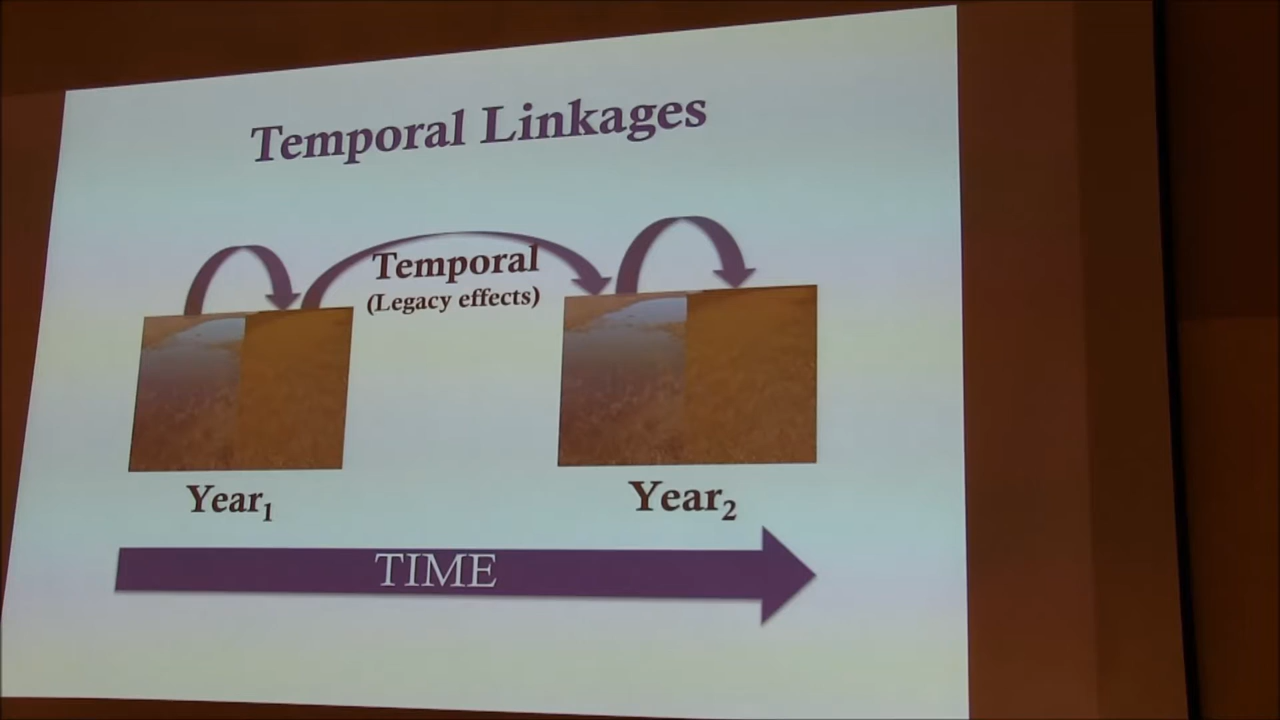 Temporal Linkages
Temporal
(Legacy effects)
Year₁
Year₂
TIME